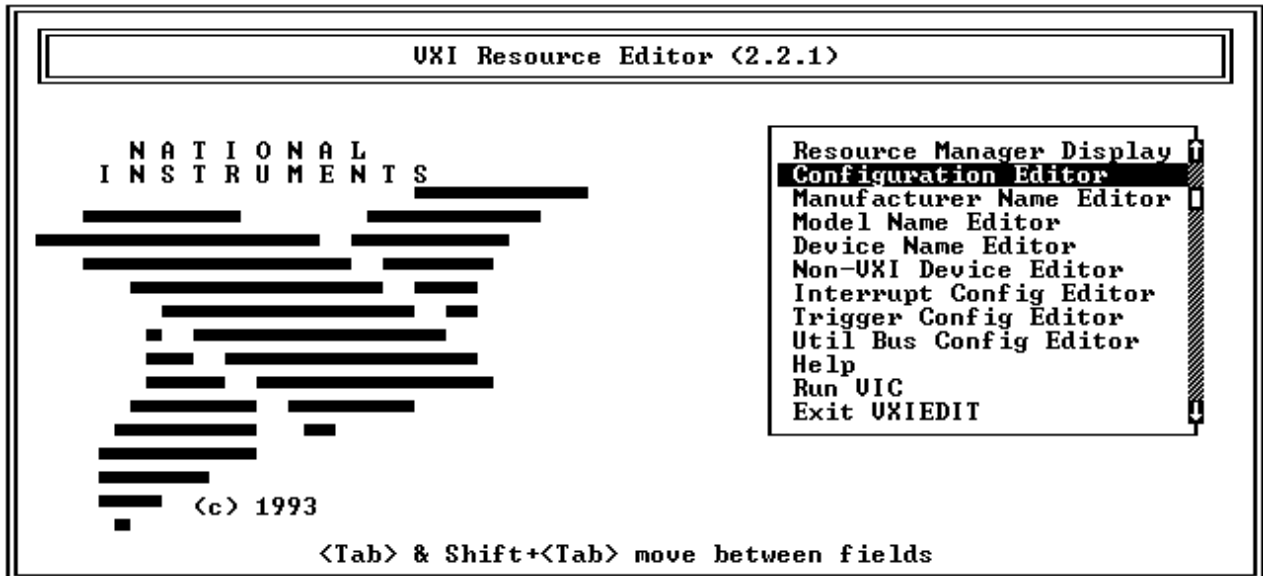 VXI Resource Editor (2.2.1)
N A T I O N A L
I N S T R U M E N T S
Resource Manager Display
Configuration Editor
Manufacturer Name Editor
Model Name Editor
Device Name Editor
Non-VXI Device Editor
Interrupt Config Editor
Trigger Config Editor
Util Bus Config Editor
Help
Run VIC
Exit VXIEDIT
(c) 1993
<Tab> & Shift+<Tab> move between fields